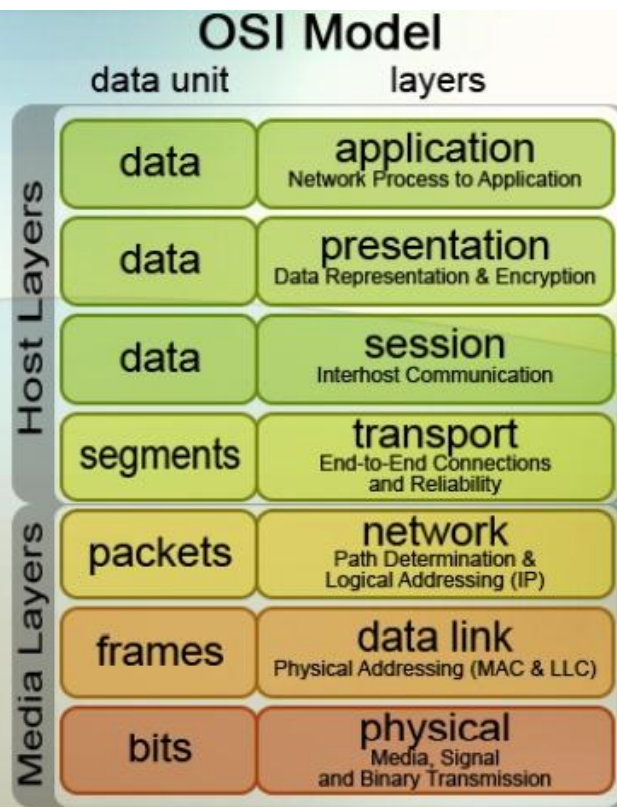 OSI Model
data unit layers
Host Layers
data application
Network Process to Application
data presentation
Data Representation & Encryption
data session
Interhost Communication
segments transport
End-to-End Connections
and Reliability
Media Layers
packets network
Path Determination &
Logical Addressing (IP)
frames data link
Physical Addressing (MAC & LLC)
bits physical
Media, Signal
and Binary Transmission